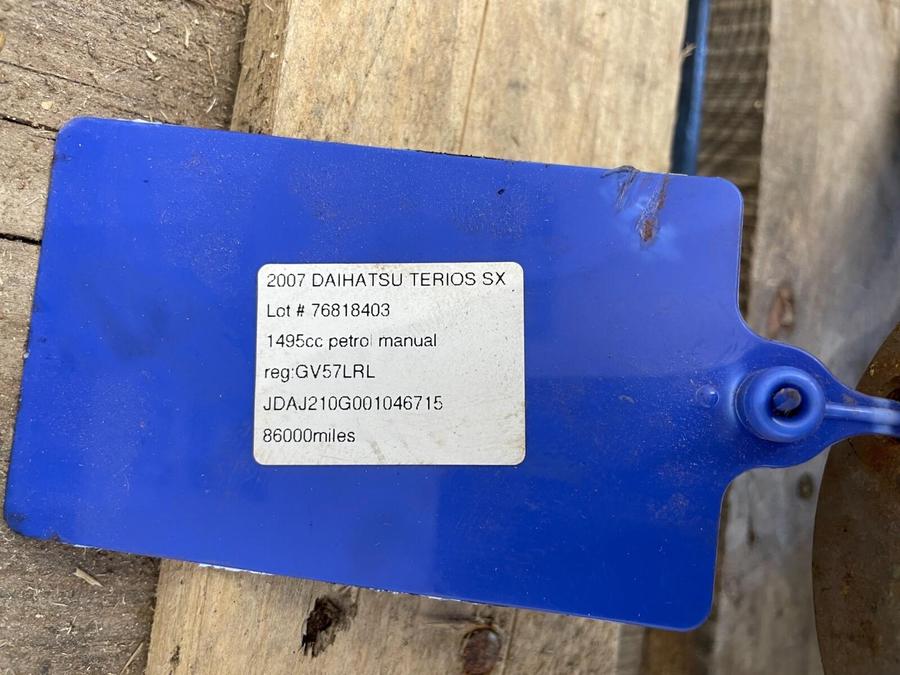 2007 DAIHATSU TERIOS SX
Lot # 76818403
1495cc petrol manual
reg:GV57LRL
JDAJ210G001046715
86000miles